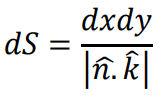 dS = dxdy / |n̂.k̂|